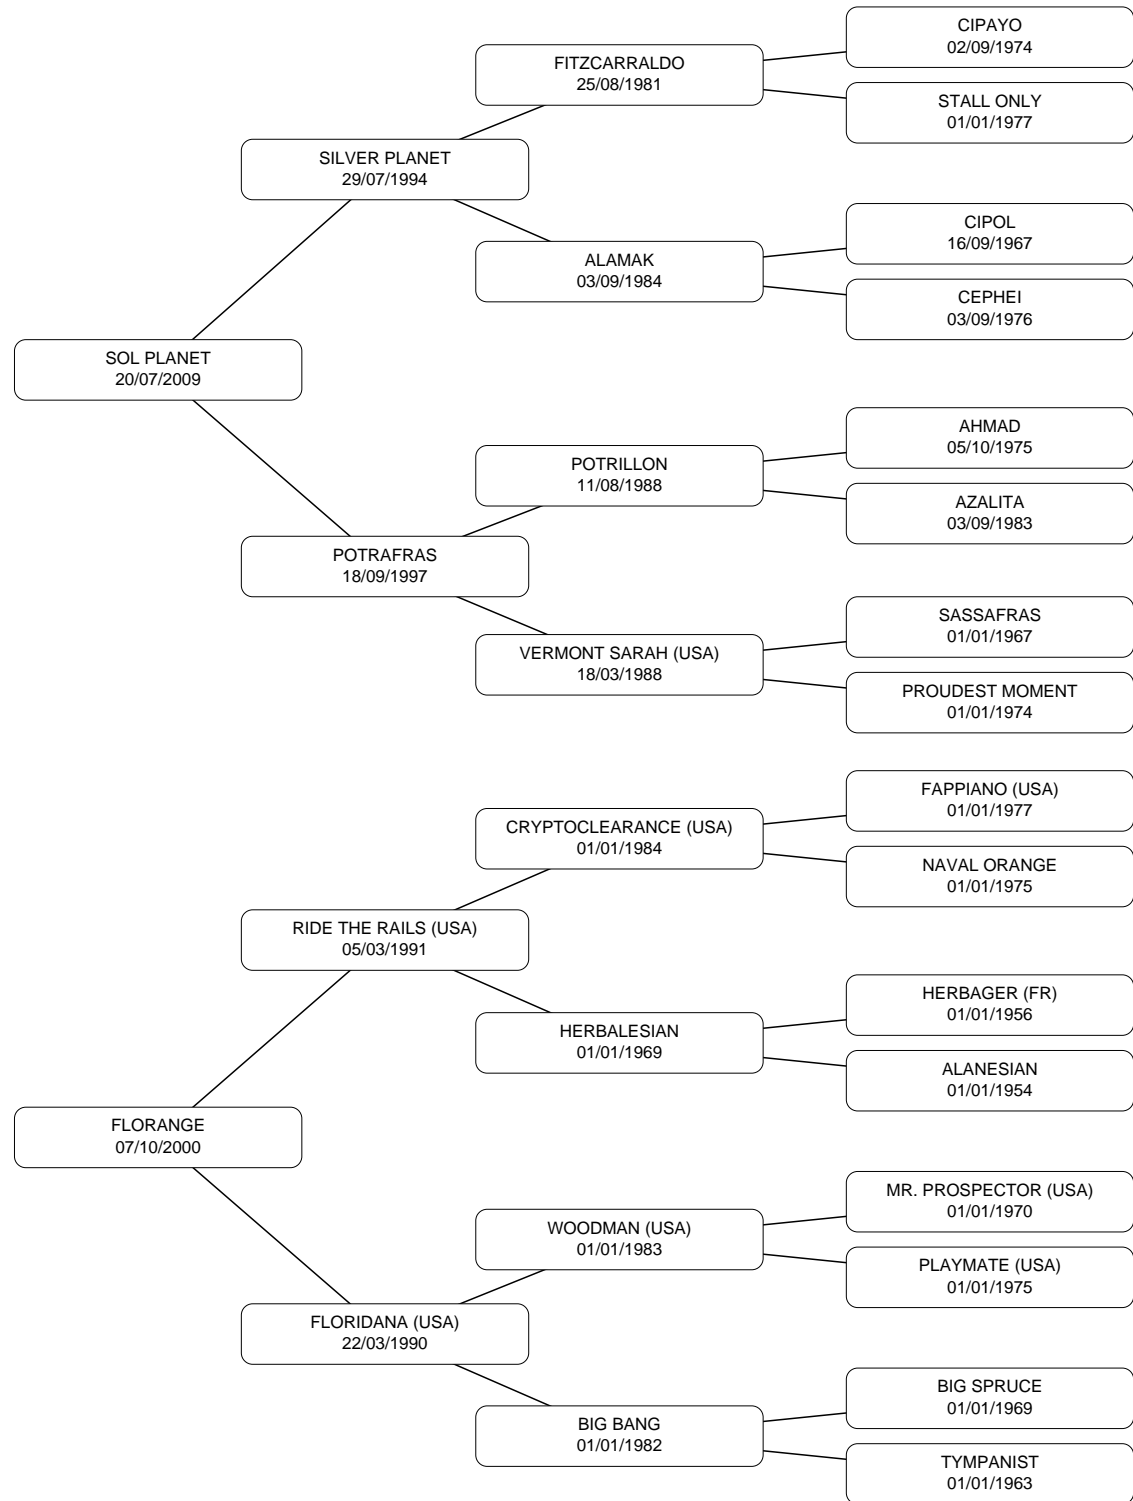 CIPAYO
02/09/1974
FITZCARRALDO
25/08/1981
STALL ONLY
01/01/1977
SILVER PLANET
29/07/1994
CIPOL
16/09/1967
ALAMAK
03/09/1984
CEPHEI
03/09/1976
SOL PLANET
20/07/2009
AHMAD
05/10/1975
POTRILLON
11/08/1988
AZALITA
03/09/1983
POTRAFRAS
18/09/1997
SASSAFRAS
01/01/1967
VERMONT SARAH (USA)
18/03/1988
PROUDEST MOMENT
01/01/1974
FAPPIANO (USA)
01/01/1977
CRYPTOCLEARANCE (USA)
01/01/1984
NAVAL ORANGE
01/01/1975
RIDE THE RAILS (USA)
05/03/1991
HERBAGER (FR)
01/01/1956
HERBALESIAN
01/01/1969
ALANESIAN
01/01/1954
FLORANGE
07/10/2000
MR. PROSPECTOR (USA)
01/01/1970
WOODMAN (USA)
01/01/1983
PLAYMATE (USA)
01/01/1975
FLORIDANA (USA)
22/03/1990
BIG SPRUCE
01/01/1969
BIG BANG
01/01/1982
TYMPANIST
01/01/1963